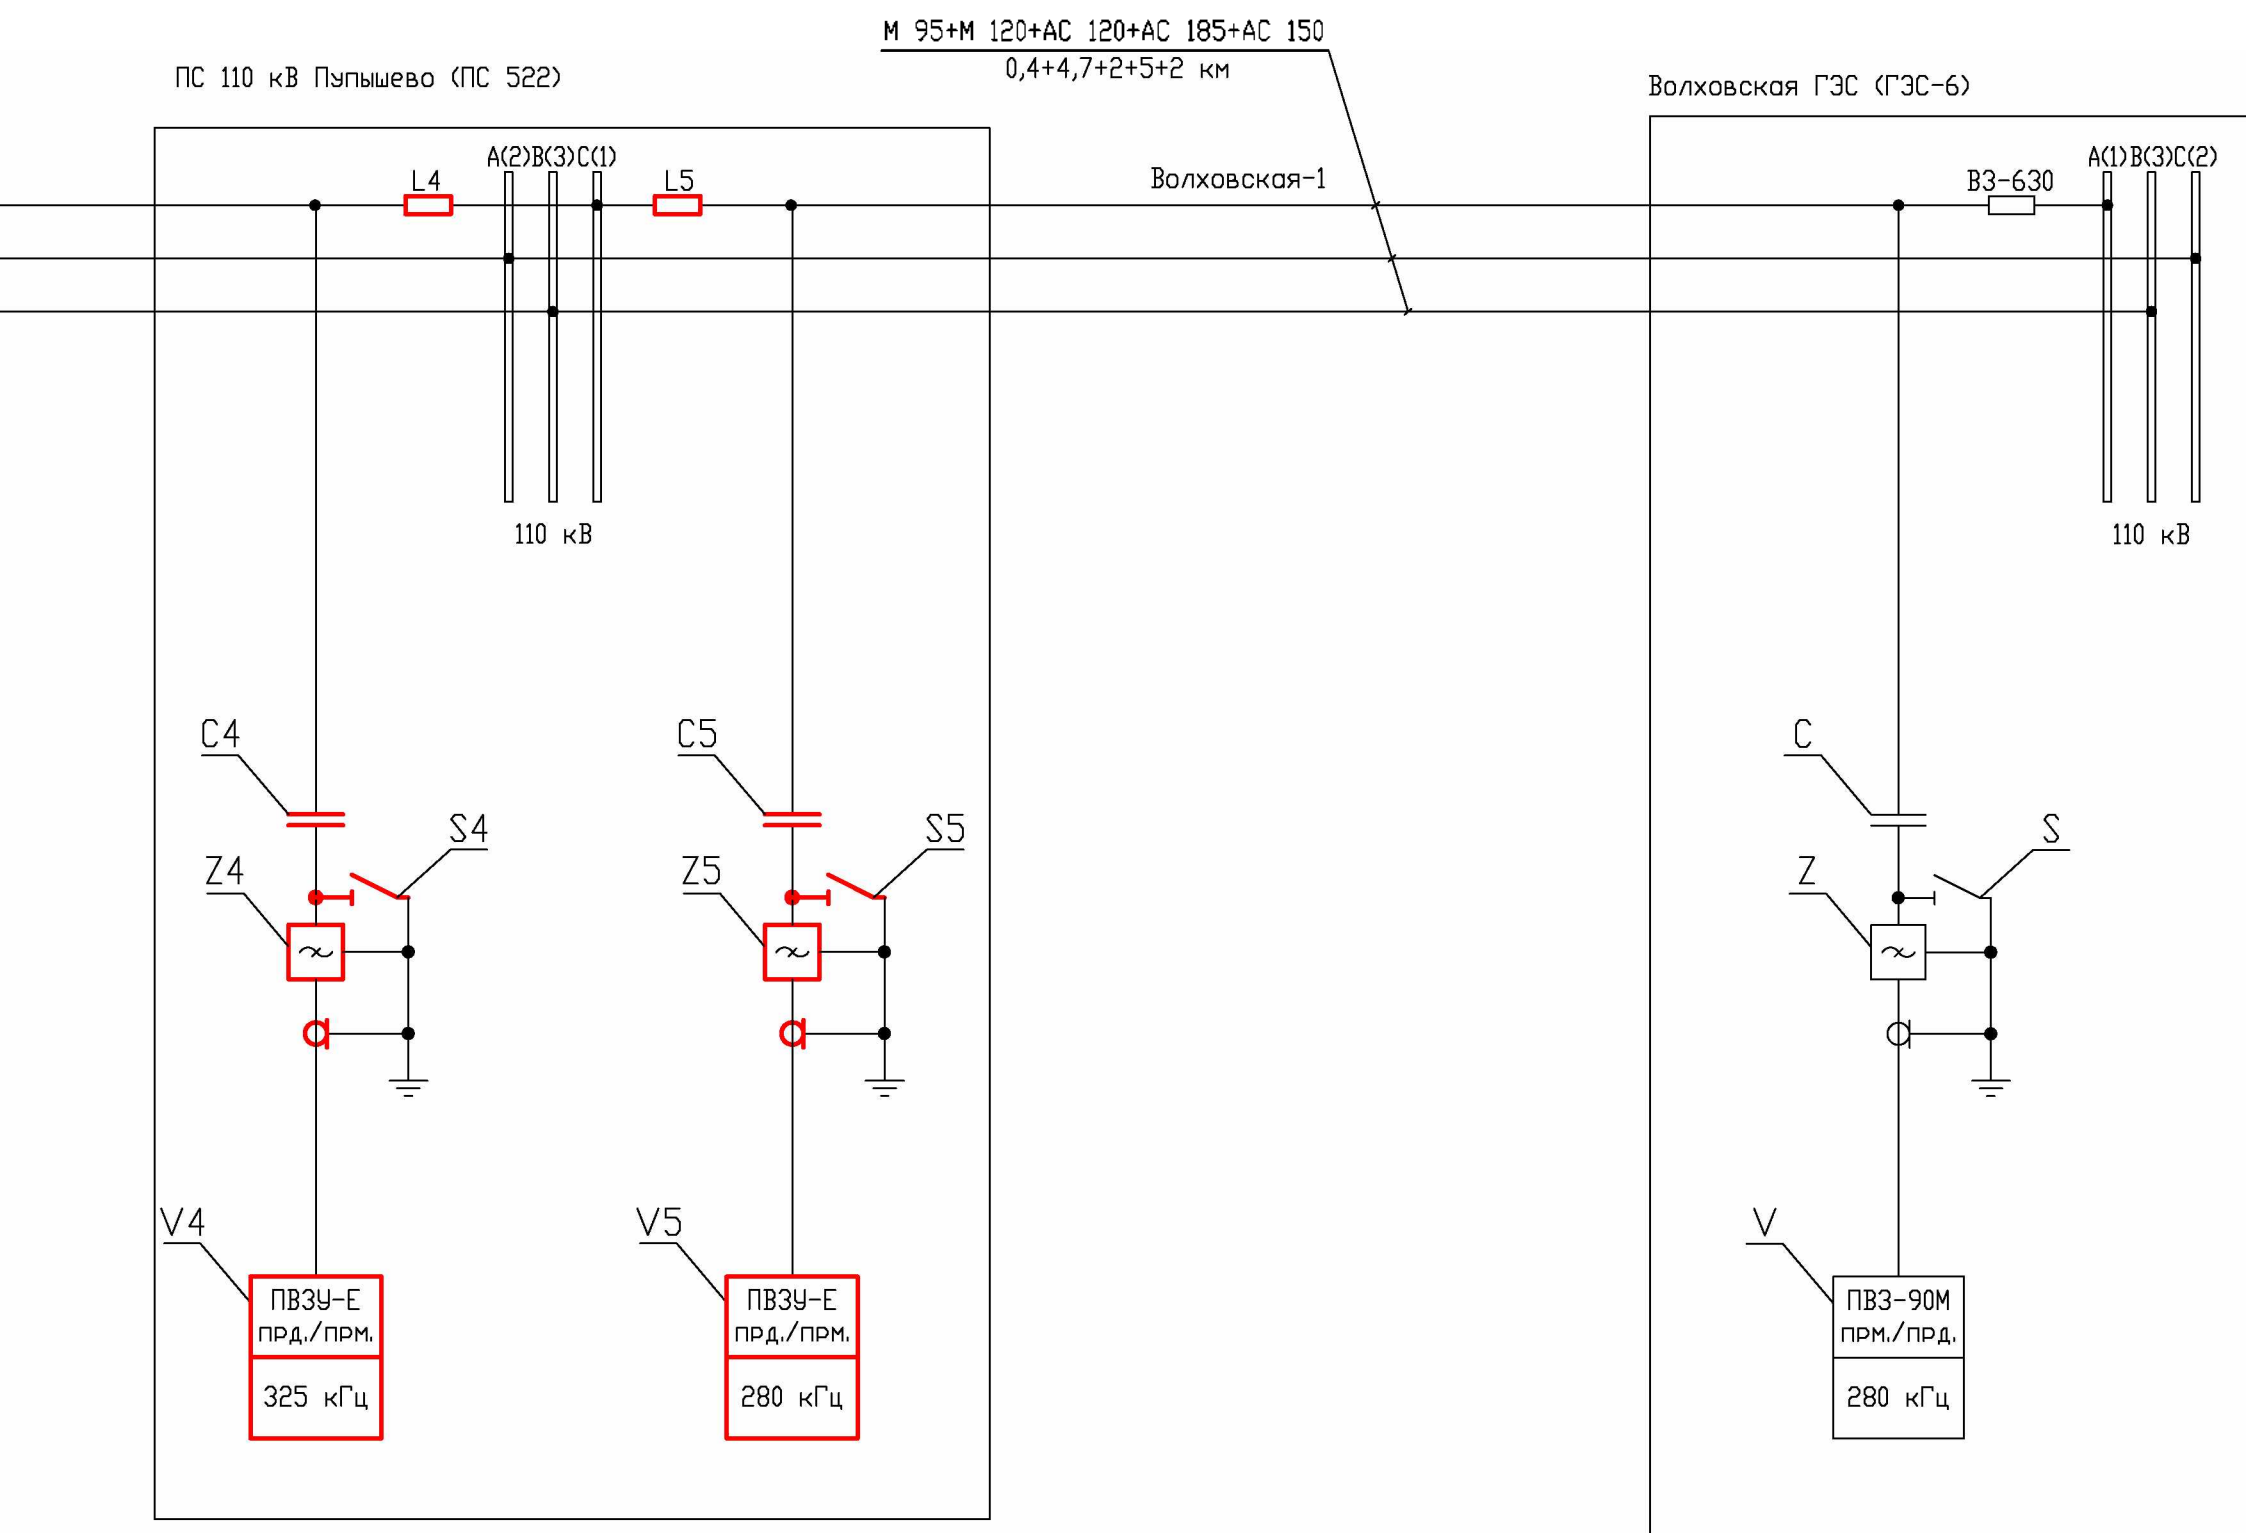 М 95+М 120+АС 120+АС 185+АС 150
0,4+4,7+2+5+2 км
ПС 110 кВ Пупышево (ПС 522)
Волховская ГЭС (ГЭС-6)
А(2)В(3)С(1)
L4
L5
Волховская-1
ВЗ-630
А(1)В(3)С(2)
110 кВ
110 кВ
C4
C5
C
S4
S5
S
Z4
Z5
Z
V4
V5
V
ПВЗУ-Е
ПРД./ПРМ.
325 кГц
ПВЗУ-Е
ПРД./ПРМ.
280 кГц
ПВЗ-90М
ПРМ./ПРД.
280 кГц